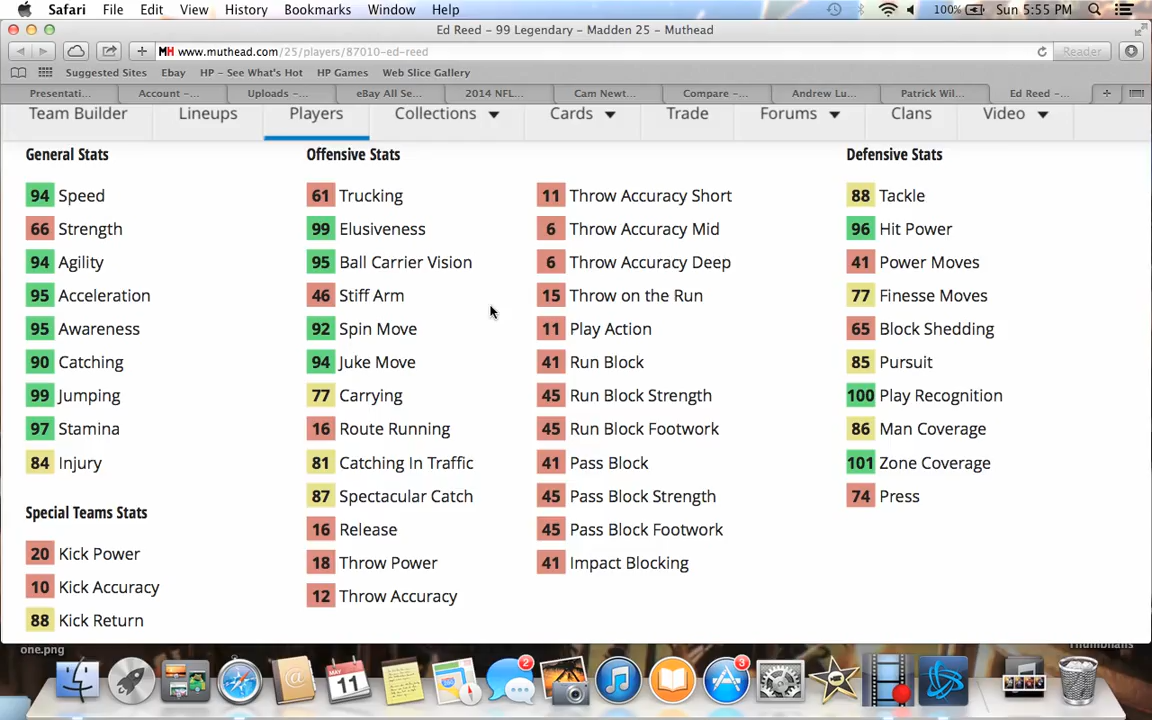 Safari File Edit View History Bookmarks Window Help 100% Sun 5:55 PM
Ed Reed – 99 Legendary – Madden 25 – Muthead
MH www.muthead.com/25/players/87010-ed-reed Reader
Suggested Sites Ebay HP – See What's Hot HP Games Web Slice Gallery
Presentati... Account –... Uploads –... eBay All Se... 2014 NFL... Cam Newt... Compare –... Andrew Lu... Patrick Wil... Ed Reed –...
Team Builder Lineups Players Collections Cards Trade Forums Clans Video
General Stats
94 Speed
66 Strength
94 Agility
95 Acceleration
95 Awareness
90 Catching
99 Jumping
97 Stamina
84 Injury
Special Teams Stats
20 Kick Power
10 Kick Accuracy
88 Kick Return
Offensive Stats
61 Trucking
99 Elusiveness
95 Ball Carrier Vision
46 Stiff Arm
92 Spin Move
94 Juke Move
77 Carrying
16 Route Running
81 Catching In Traffic
87 Spectacular Catch
16 Release
18 Throw Power
12 Throw Accuracy
11 Throw Accuracy Short
6 Throw Accuracy Mid
6 Throw Accuracy Deep
15 Throw on the Run
11 Play Action
41 Run Block
45 Run Block Strength
45 Run Block Footwork
41 Pass Block
45 Pass Block Strength
45 Pass Block Footwork
41 Impact Blocking
Defensive Stats
88 Tackle
96 Hit Power
41 Power Moves
77 Finesse Moves
65 Block Shedding
85 Pursuit
100 Play Recognition
86 Man Coverage
101 Zone Coverage
74 Press
one.png
Thumbnails
MAY
11
2
3